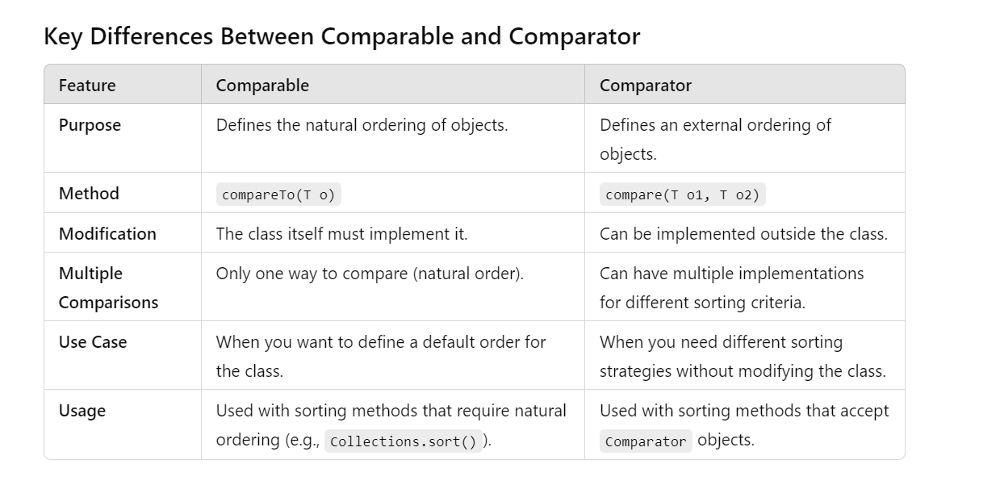 Key Differences Between Comparable and Comparator
Feature Comparable Comparator
Purpose Defines the natural ordering of objects. Defines an external ordering of
objects.
Method compareTo(T o) compare(T o1, T o2)
Modification The class itself must implement it. Can be implemented outside the class.
Multiple Only one way to compare (natural order). Can have multiple implementations
Comparisons for different sorting criteria.
Use Case When you want to define a default order for When you need different sorting
the class. strategies without modifying the class.
Usage Used with sorting methods that require natural Used with sorting methods that accept
ordering (e.g., Collections.sort() ). Comparator objects.